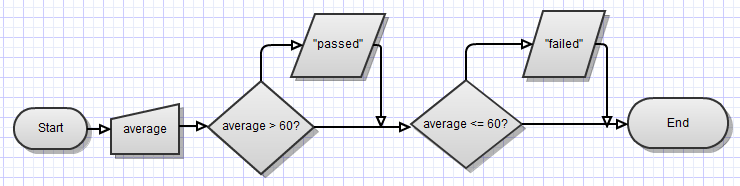 Start
average
average > 60?
"passed"
average <= 60?
"failed"
End